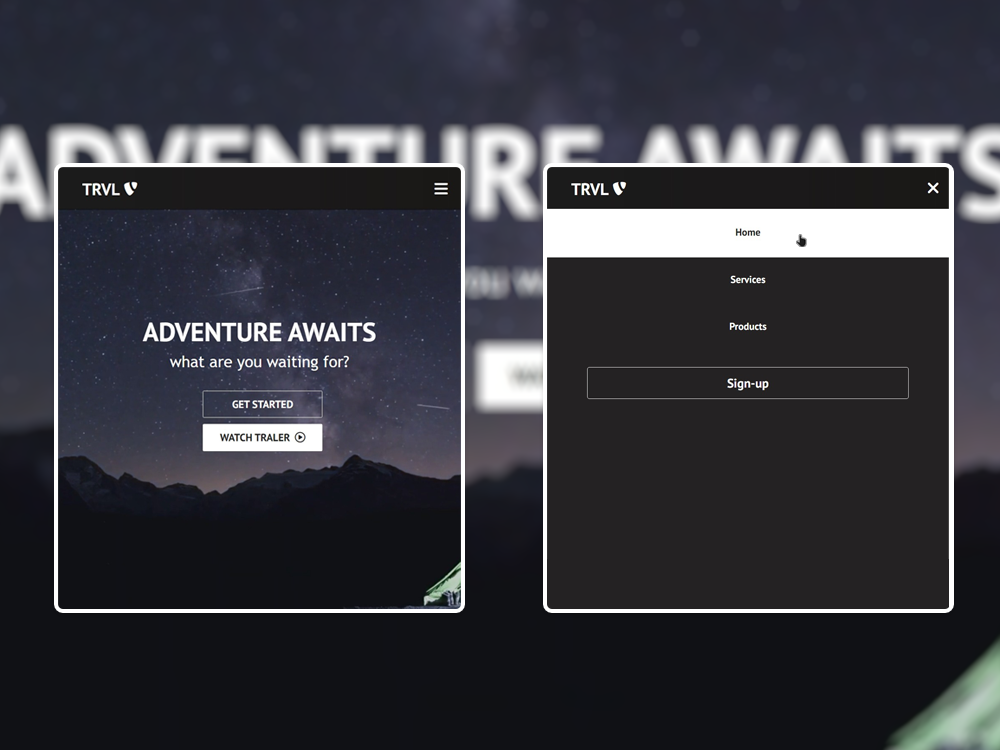 ADVENTURE AWAITS
TRVL
ADVENTURE AWAITS
what are you waiting for?
GET STARTED
WATCH TRALER
TRVL
Home
Services
Products
Sign-up